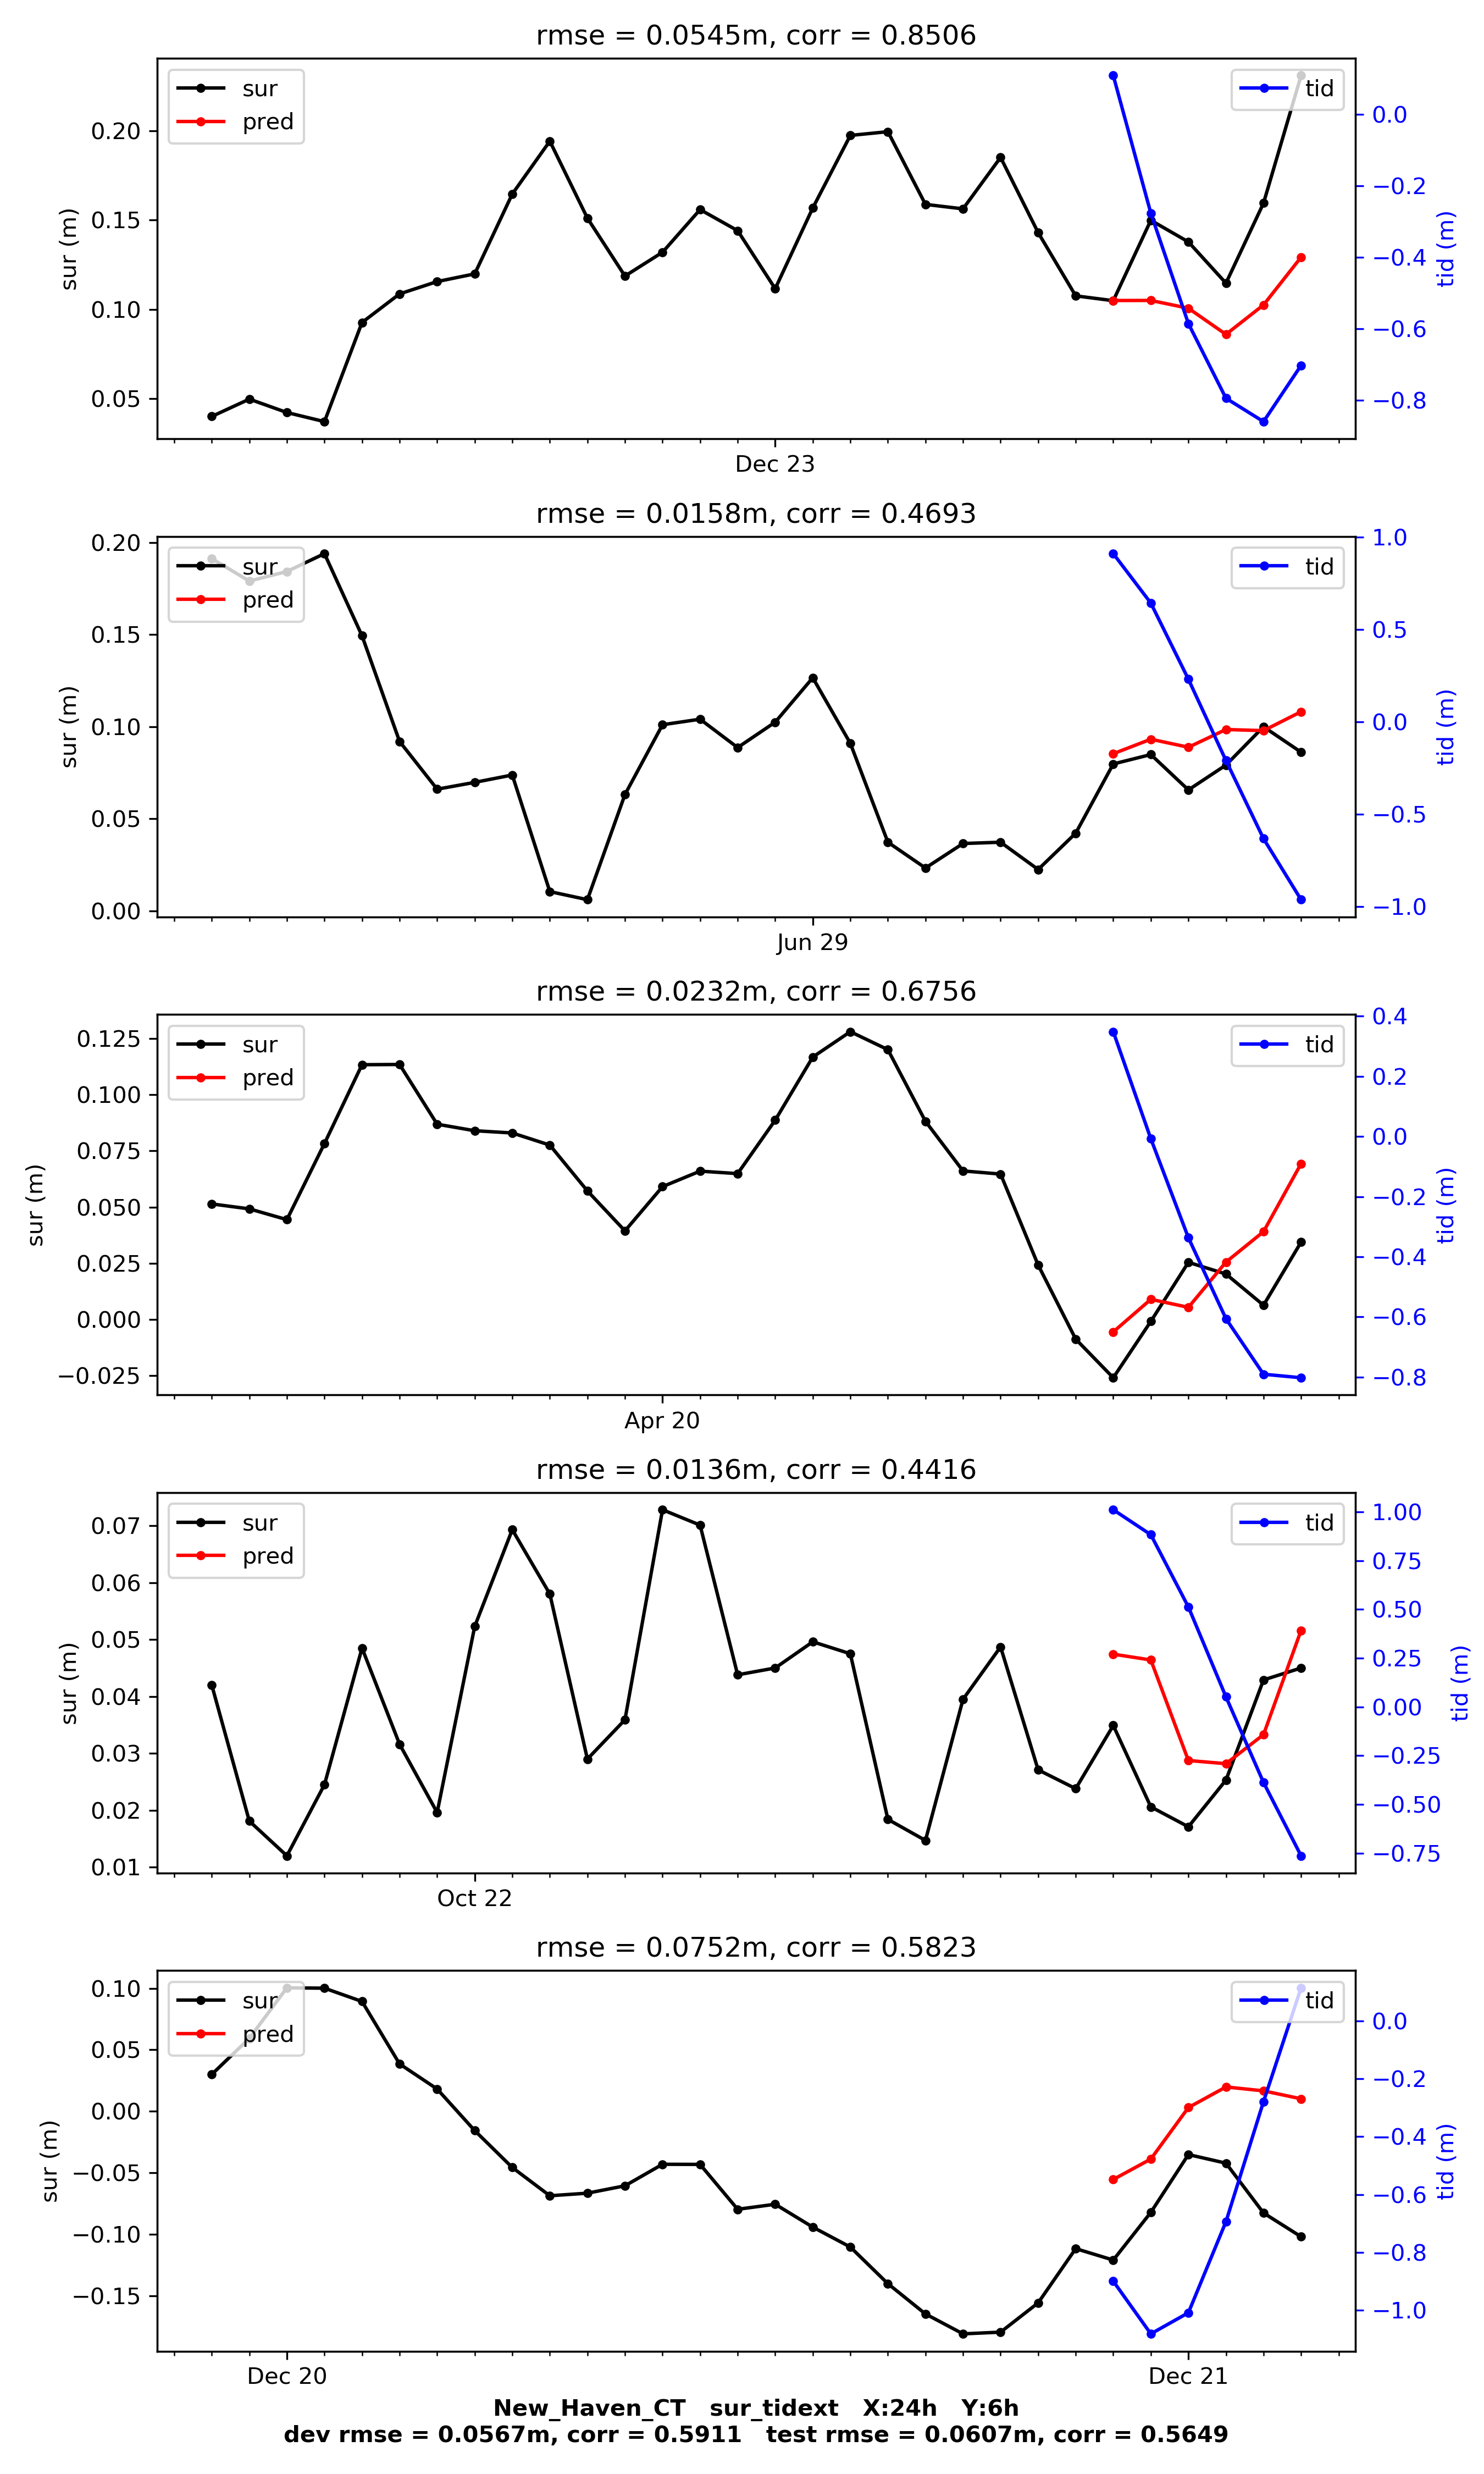 rmse = 0.0545m, corr = 0.8506
sur
pred
tid
0.20
0.15
0.10
0.05
sur (m)
0.0
−0.2
−0.4
−0.6
−0.8
tid (m)
Dec 23
rmse = 0.0158m, corr = 0.4693
sur
pred
tid
0.20
0.15
0.10
0.05
0.00
sur (m)
1.0
0.5
0.0
−0.5
−1.0
tid (m)
Jun 29
rmse = 0.0232m, corr = 0.6756
sur
pred
tid
0.125
0.100
0.075
0.050
0.025
0.000
−0.025
sur (m)
0.4
0.2
0.0
−0.2
−0.4
−0.6
−0.8
tid (m)
Apr 20
rmse = 0.0136m, corr = 0.4416
sur
pred
tid
0.07
0.06
0.05
0.04
0.03
0.02
0.01
sur (m)
1.00
0.75
0.50
0.25
0.00
−0.25
−0.50
−0.75
tid (m)
Oct 22
rmse = 0.0752m, corr = 0.5823
sur
pred
tid
0.10
0.05
0.00
−0.05
−0.10
−0.15
sur (m)
0.0
−0.2
−0.4
−0.6
−0.8
−1.0
tid (m)
Dec 20
Dec 21
New_Haven_CT sur_tidext X:24h Y:6h
dev rmse = 0.0567m, corr = 0.5911 test rmse = 0.0607m, corr = 0.5649